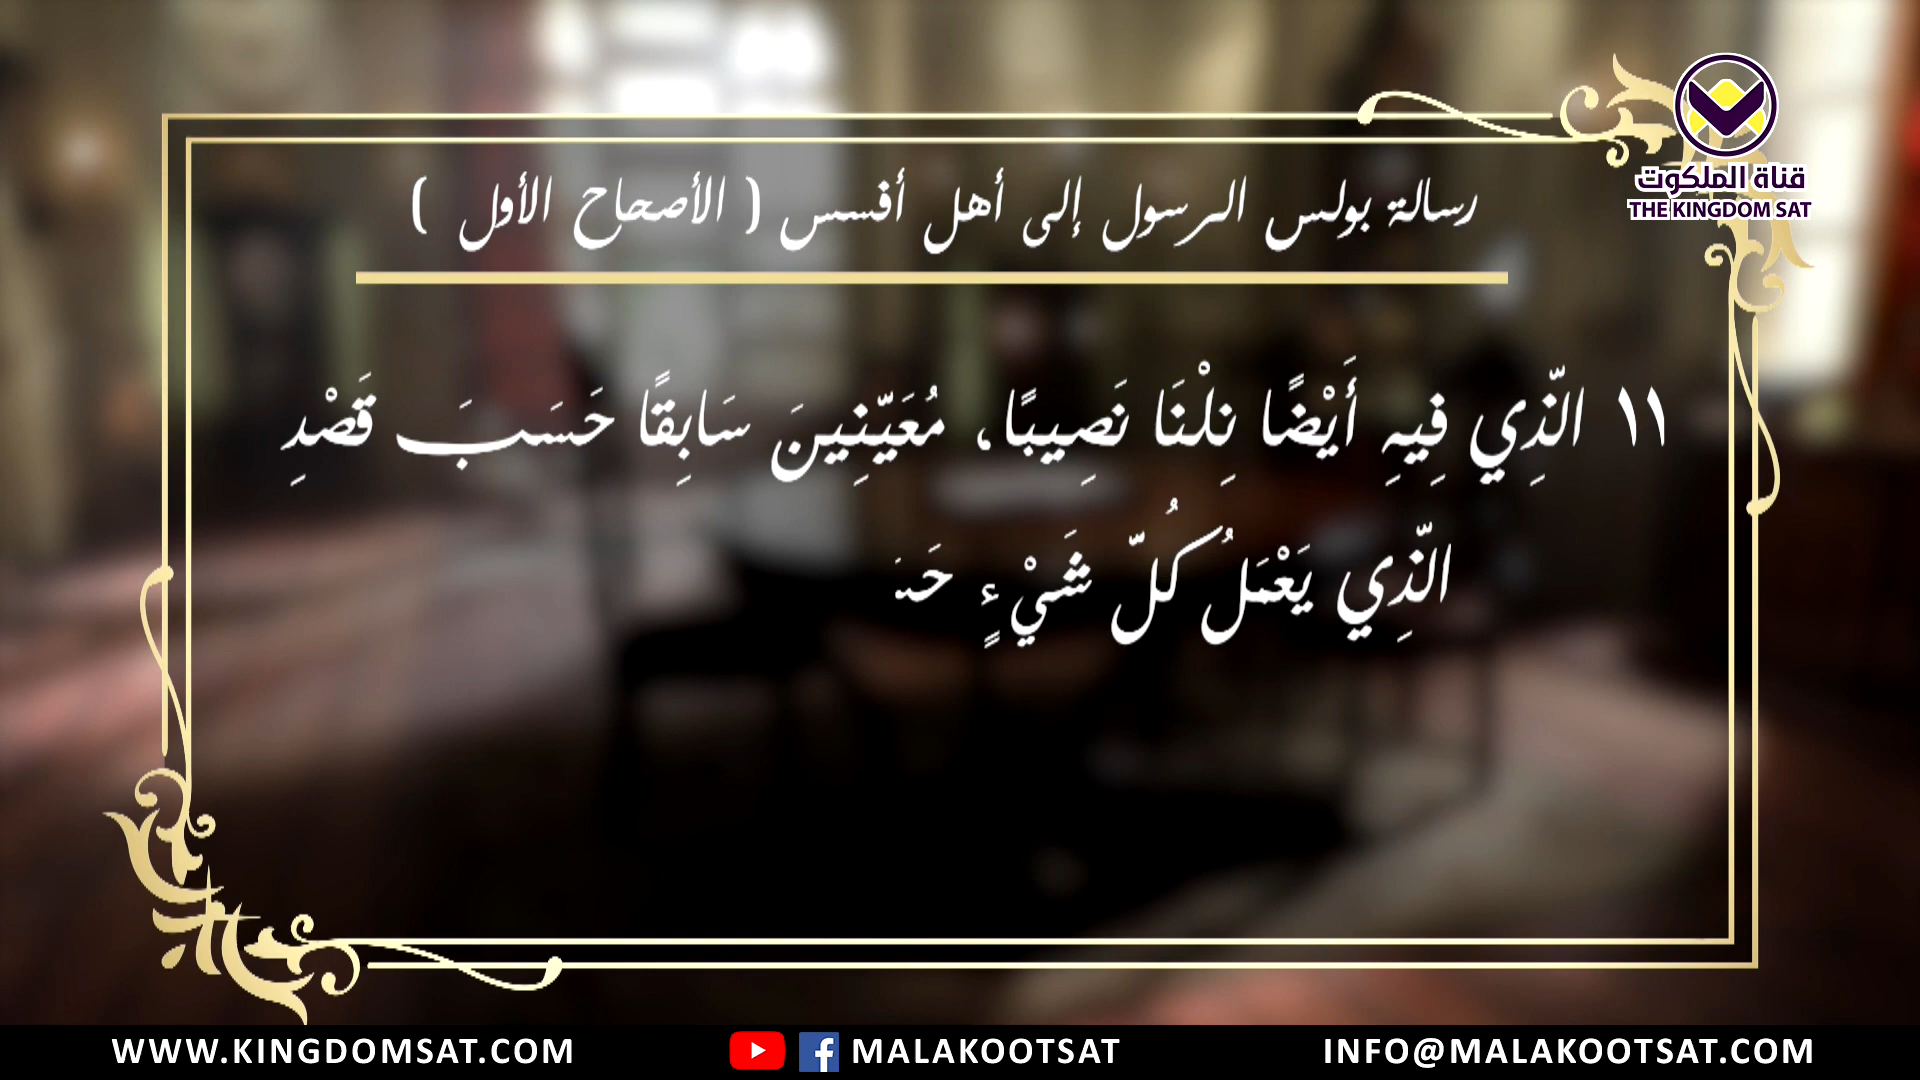 قناة الملكوت
THE KINGDOM SAT
رسالة بولس الرسول إلى أهل أفسس ( الأصحاح الأول )
١١ الَّذِي فِيهِ أَيْضًا نِلْنَا نَصِيبًا، مُعَيَّنِينَ سَابِقًا حَسَبَ قَصْدِ
الَّذِي يَعْمَلُ كُلَّ شَيْءٍ
WWW.KINGDOMSAT.COM
MALAKOOTSAT
INFO@MALAKOOTSAT.COM